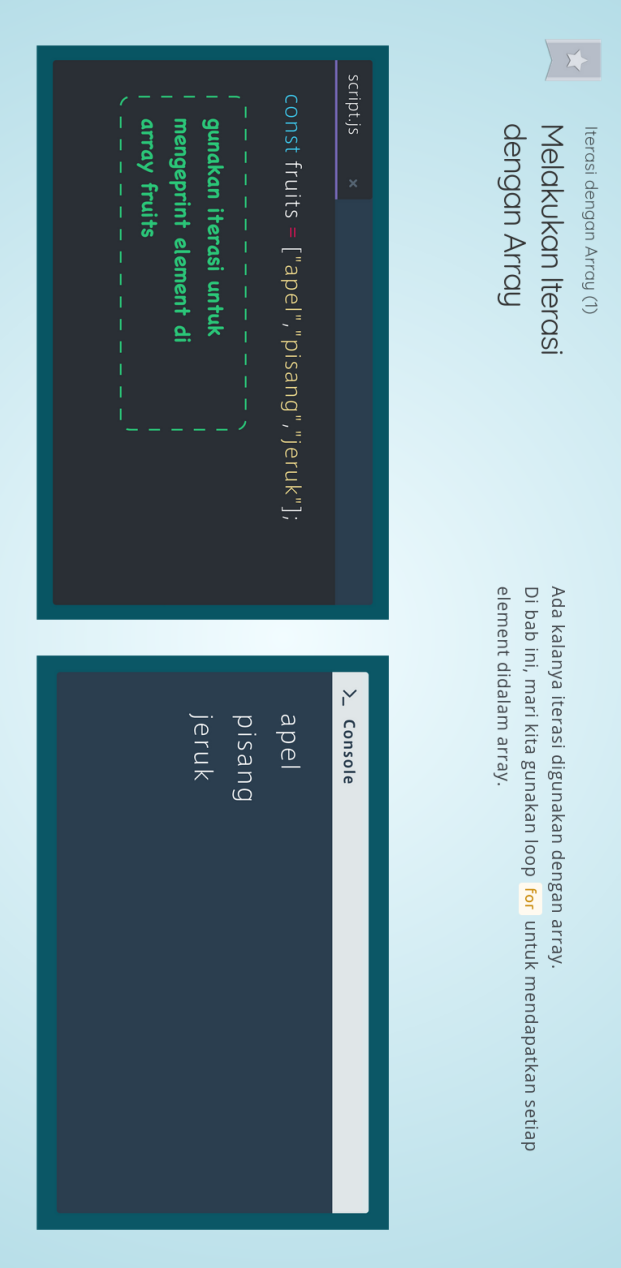 Iterasi dengan Array (1)
Melakukan Iterasi
dengan Array
Ada kalanya iterasi digunakan dengan array.
Di bab ini, mari kita gunakan loop for untuk mendapatkan setiap
element didalam array.
script.js ×
const fruits = ["apel","pisang","jeruk"];
gunakan iterasi untuk
mengeprint element di
array fruits
>_ Console
apel
pisang
jeruk